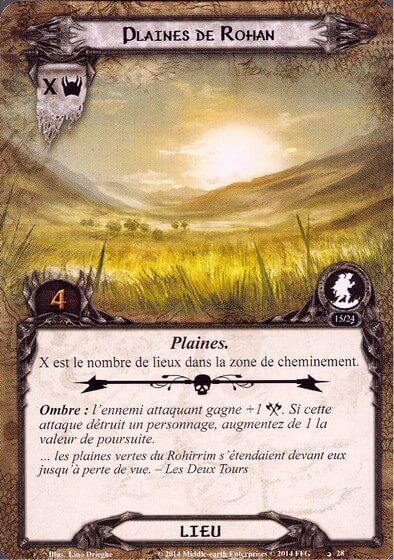 Plaines de Rohan
X
4
15/24
Plaines.
X est le nombre de lieux dans la zone de cheminement.
Ombre : l'ennemi attaquant gagne +1 . Si cette
attaque détruit un personnage, augmentez de 1 la
valeur de poursuite.
… les plaines vertes du Rohirrim s'étendaient devant eux
jusqu'à perte de vue. – Les Deux Tours
LIEU
Illus. Lino Drieghe
© 2014 Middle-earth Enterprises © 2014 FFG
28